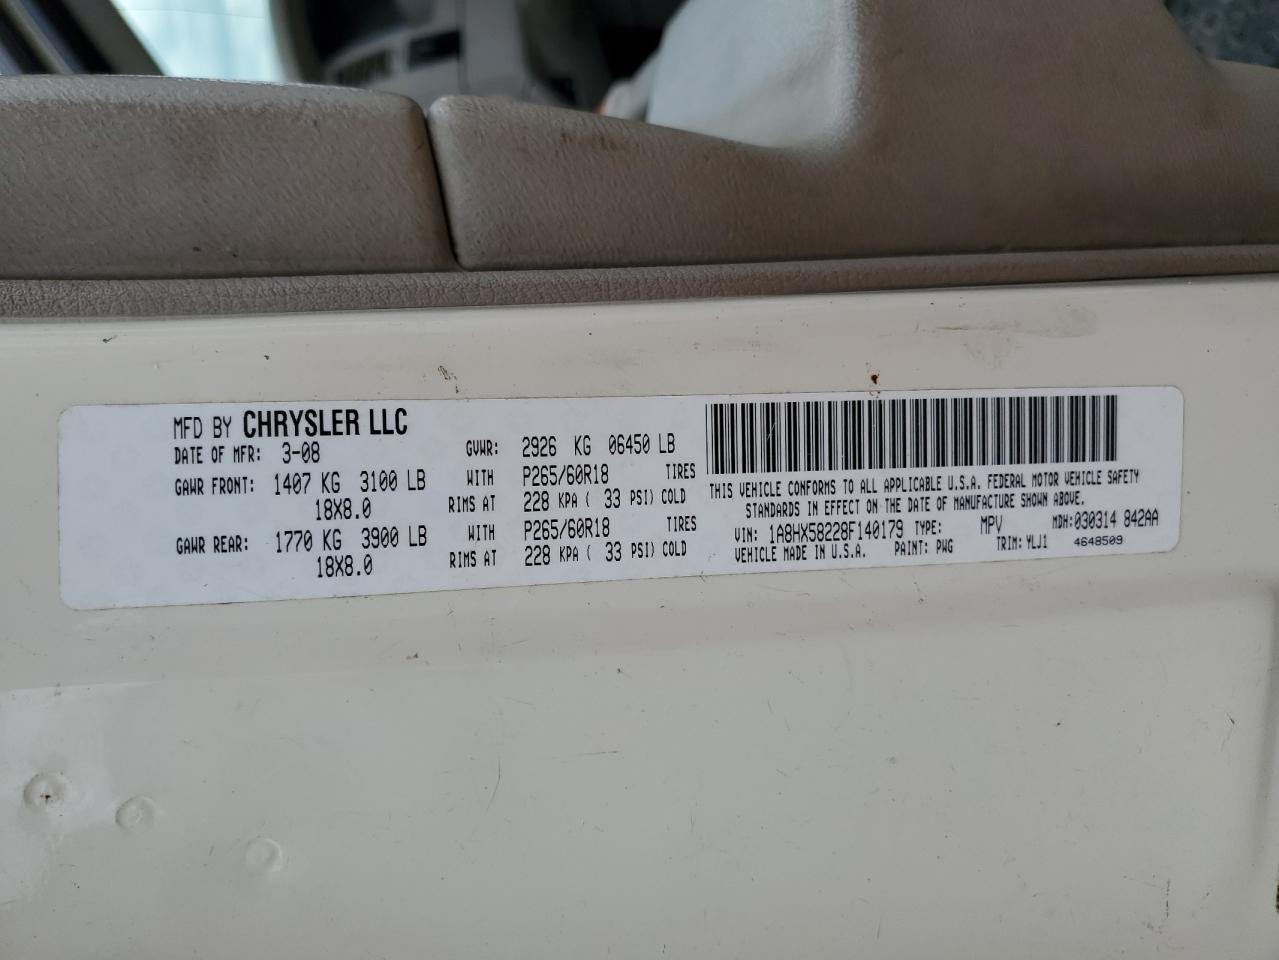 MFD BY CHRYSLER LLC
DATE OF MFR: 3-08 GVWR: 2926 KG 06450 LB
GAWR FRONT: 1407 KG 3100 LB WITH P265/60R18 TIRES
18X8.0 RIMS AT 228 KPA ( 33 PSI) COLD
GAWR REAR: 1770 KG 3900 LB WITH P265/60R18 TIRES
18X8.0 RIMS AT 228 KPA ( 33 PSI) COLD
THIS VEHICLE CONFORMS TO ALL APPLICABLE U.S.A. FEDERAL MOTOR VEHICLE SAFETY
STANDARDS IN EFFECT ON THE DATE OF MANUFACTURE SHOWN ABOVE.
VIN: 1A8HX58228F140179 TYPE: MPV MDH:030314 842AA
VEHICLE MADE IN U.S.A. PAINT: PWG TRIM: YLJ1 4648509